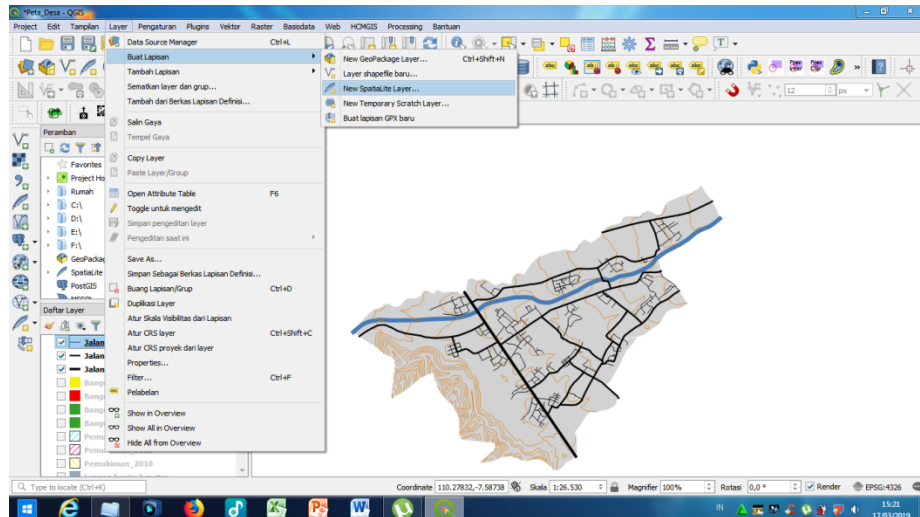 *Peta_Desa - QGIS
Project Edit Tampilan Layer Pengaturan Plugins Vektor Raster Basisdata Web HCMGIS Processing Bantuan
Data Source Manager Ctrl+L
Buat Lapisan
Tambah Lapisan
Sematkan layer dan grup...
Tambah dari Berkas Lapisan Definisi...
Salin Gaya
Tempel Gaya
Copy Layer
Paste Layer/Group
Open Attribute Table F6
Toggle untuk mengedit
Simpan pengeditan layer
Pengeditan saat ini
Save As...
Simpan Sebagai Berkas Lapisan Definisi...
Buang Lapisan/Grup Ctrl+D
Duplikasi Layer
Atur Skala Visibilitas dari Lapisan
Atur CRS layer Ctrl+Shift+C
Atur CRS proyek dari layer
Properties...
Filter... Ctrl+F
Pelabelan
Show in Overview
Show All in Overview
Hide All from Overview
New GeoPackage Layer... Ctrl+Shift+N
Layer shapefile baru...
New SpatiaLite Layer...
New Temporary Scratch Layer...
Buat lapisan GPX baru
12 px
Peramban
Favorites
Project Ho
Rumah
C:\
D:\
E:\
F:\
GeoPacka
SpatiaLite
PostGIS
Daftar Layer
Jalan
Jalan
Jalan
Bang
Bang
Bang
Pemu
Pemu
Pemukiman_2010
Type to locate (Ctrl+K)
Coordinate 110.27832,-7.58738 Skala 1:26.530 Magnifier 100% Rotasi 0,0 ° Render EPSG:4326
IN 15:21
17/03/2019